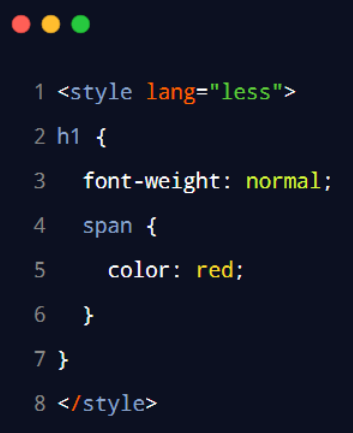 1 <style lang="less">
2 h1 {
3   font-weight: normal;
4   span {
5     color: red;
6   }
7 }
8 </style>